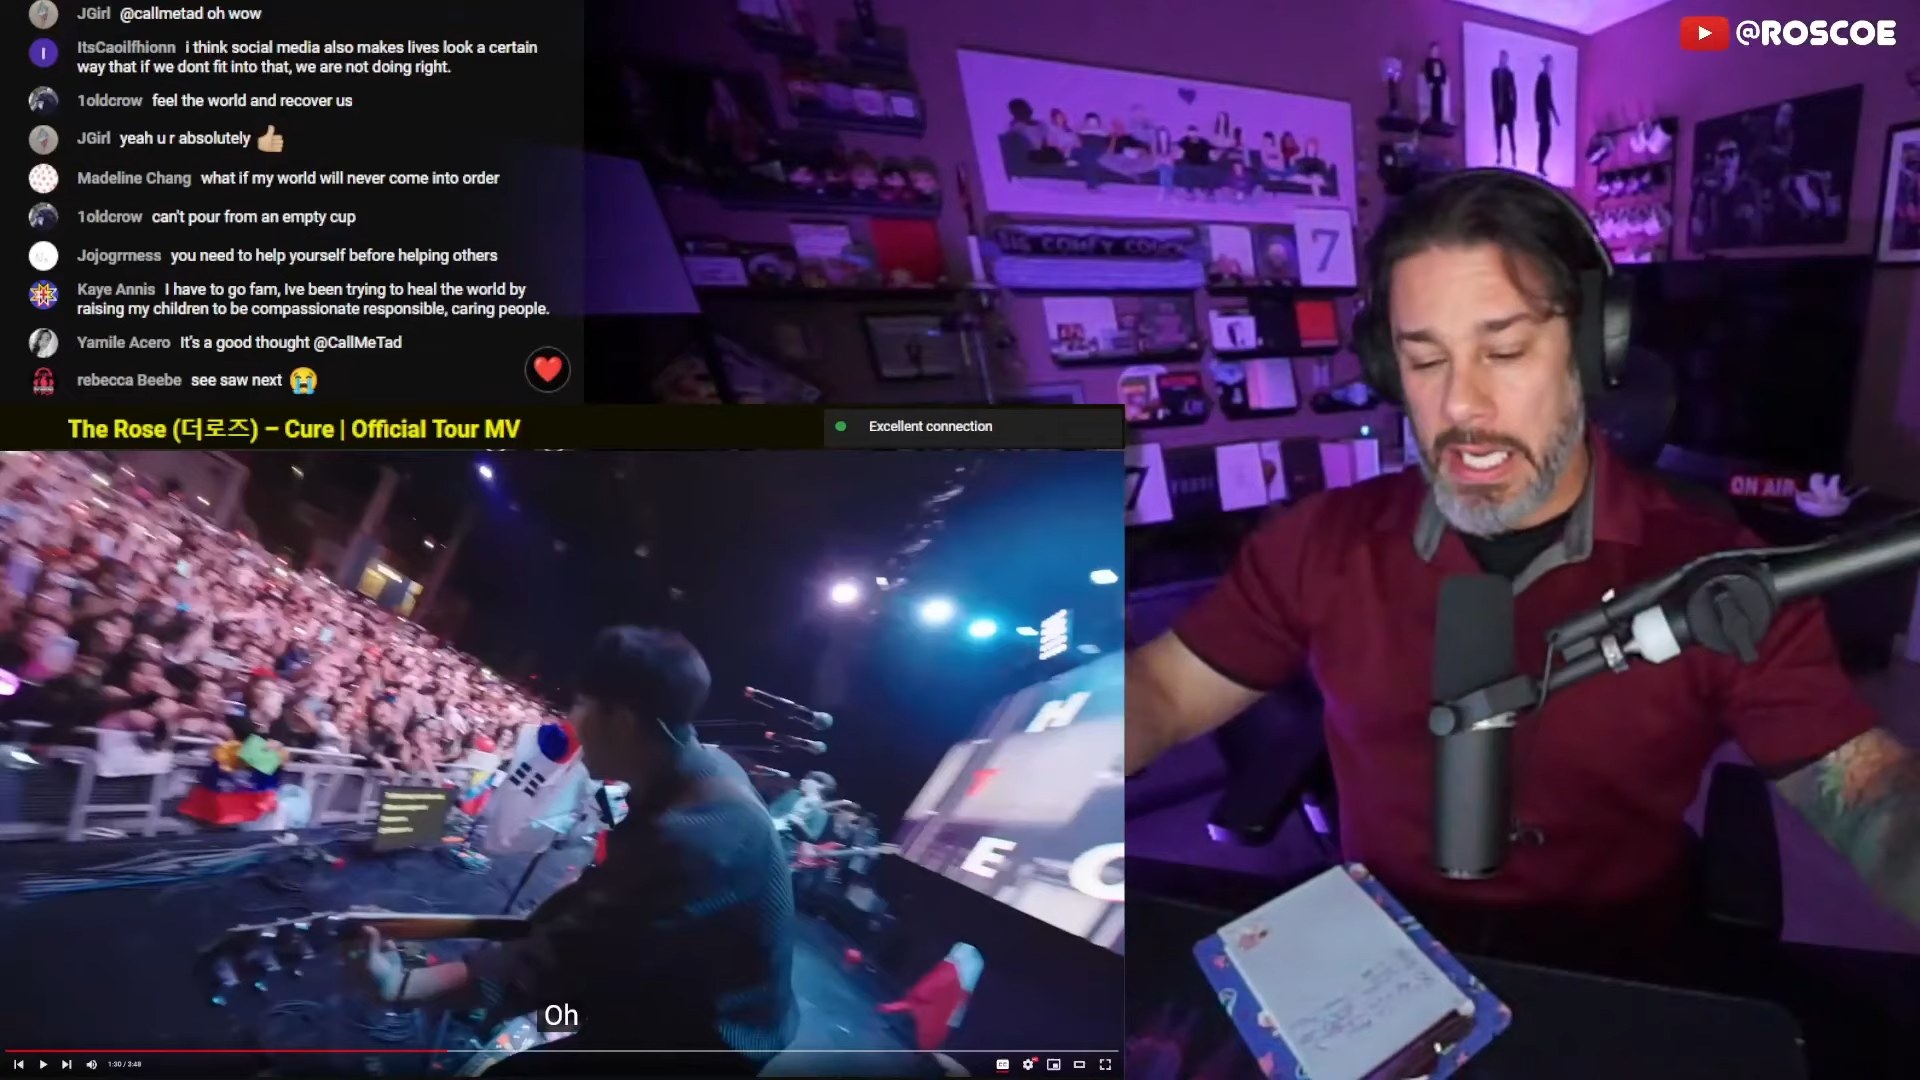 JGirl @callmetad oh wow
ItsCaoilfhionn i think social media also makes lives look a certain
way that if we dont fit into that, we are not doing right.
1oldcrow feel the world and recover us
JGirl yeah u r absolutely
Madeline Chang what if my world will never come into order
1oldcrow can't pour from an empty cup
Jojogrrness you need to help yourself before helping others
Kaye Annis I have to go fam, Ive been trying to heal the world by
raising my children to be compassionate responsible, caring people.
Yamile Acero It's a good thought @CallMeTad
rebecca Beebe see saw next
The Rose (더로즈) – Cure | Official Tour MV
Excellent connection
@ROSCOE
BIG COMFY COUCH
7
7
ON AIR
H
E
Oh
1:30 / 3:48